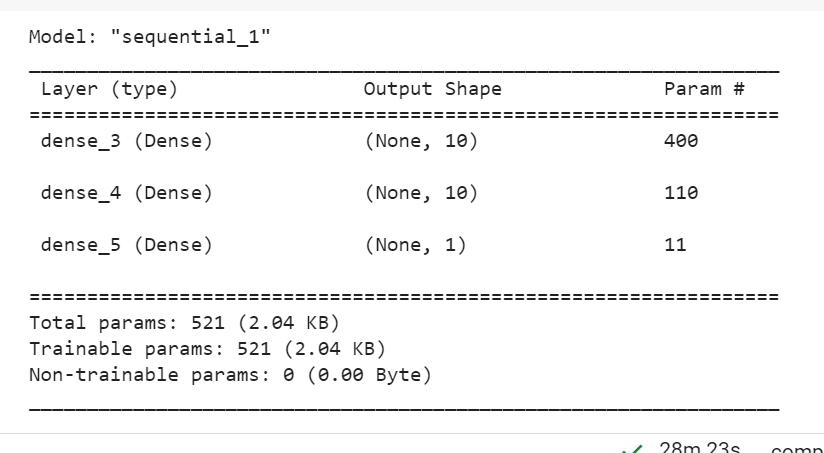 Model: "sequential_1"
Layer (type) Output Shape Param #
dense_3 (Dense) (None, 10) 400
dense_4 (Dense) (None, 10) 110
dense_5 (Dense) (None, 1) 11
Total params: 521 (2.04 KB)
Trainable params: 521 (2.04 KB)
Non-trainable params: 0 (0.00 Byte)
28m 23s comp